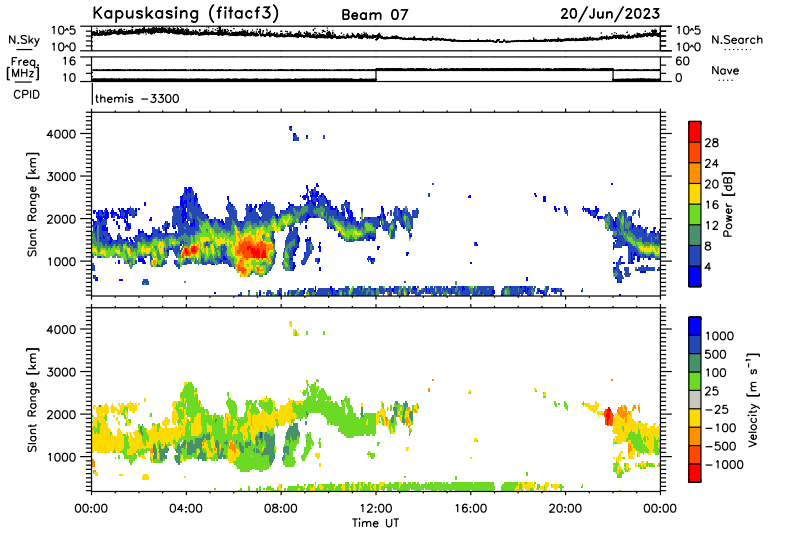 Kapuskasing (fitacf3) Beam 07 20/Jun/2023
N.Sky 10^5 10^0 10^5 10^0 N.Search
Freq. [MHz] 16 10 60 0 Nave
CPID themis -3300
Slant Range [km] 4000 3000 2000 1000
Power [dB] 28 24 20 16 12 8 4
Slant Range [km] 4000 3000 2000 1000
Velocity [m s⁻¹] 1000 500 100 25 -25 -100 -500 -1000
00:00 04:00 08:00 12:00 16:00 20:00 00:00
Time UT